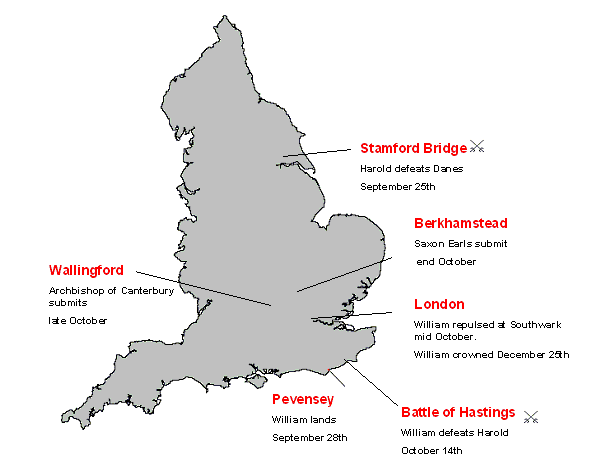 Stamford Bridge
Harold defeats Danes
September 25th
Berkhamstead
Saxon Earls submit
end October
Wallingford
Archbishop of Canterbury
submits
late October
London
William repulsed at Southwark
mid October.
William crowned December 25th
Pevensey
William lands
September 28th
Battle of Hastings
William defeats Harold
October 14th